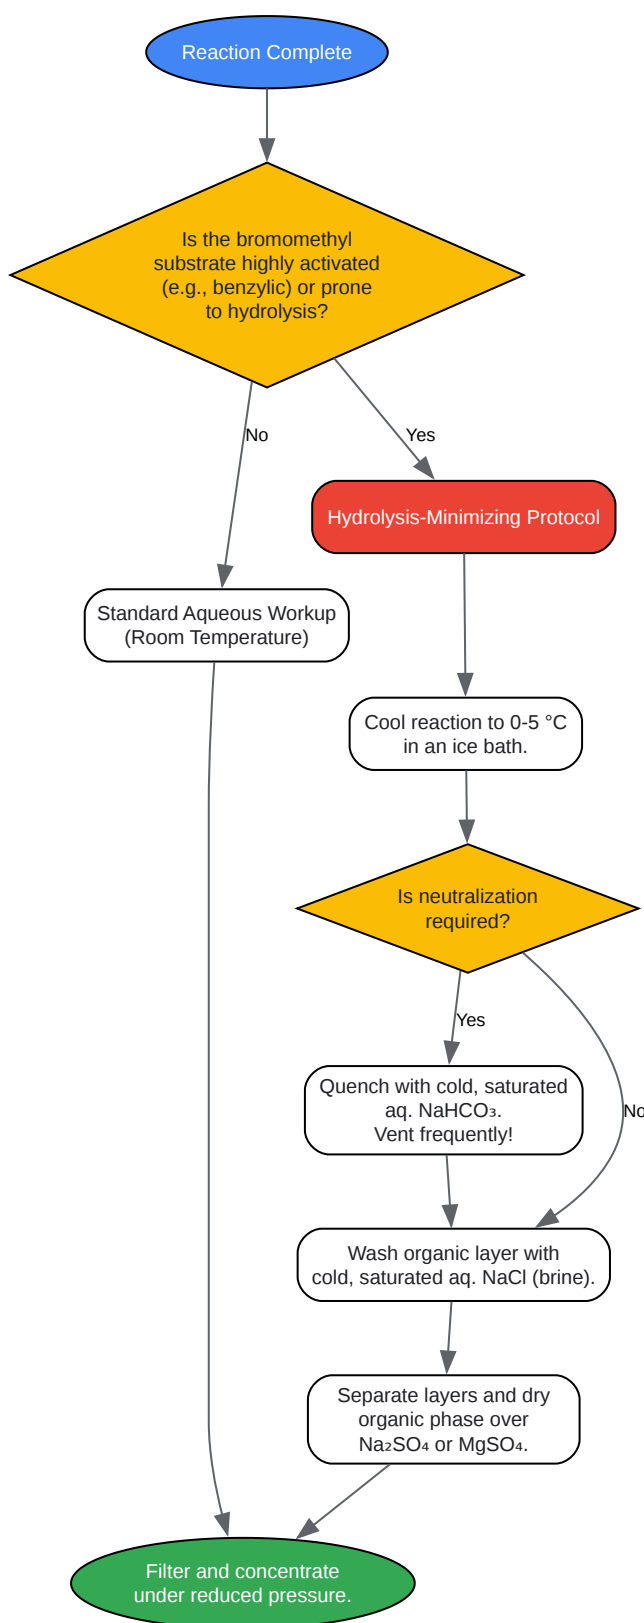 Reaction Complete
Is the bromomethyl
substrate highly activated
(e.g., benzylic) or prone
to hydrolysis?
No
Yes
Hydrolysis-Minimizing Protocol
Standard Aqueous Workup
(Room Temperature)
Cool reaction to 0-5 °C
in an ice bath.
Is neutralization
required?
Yes
Quench with cold, saturated
aq. NaHCO₃.
Vent frequently!
No
Wash organic layer with
cold, saturated aq. NaCl (brine).
Separate layers and dry
organic phase over
Na₂SO₄ or MgSO₄.
Filter and concentrate
under reduced pressure.